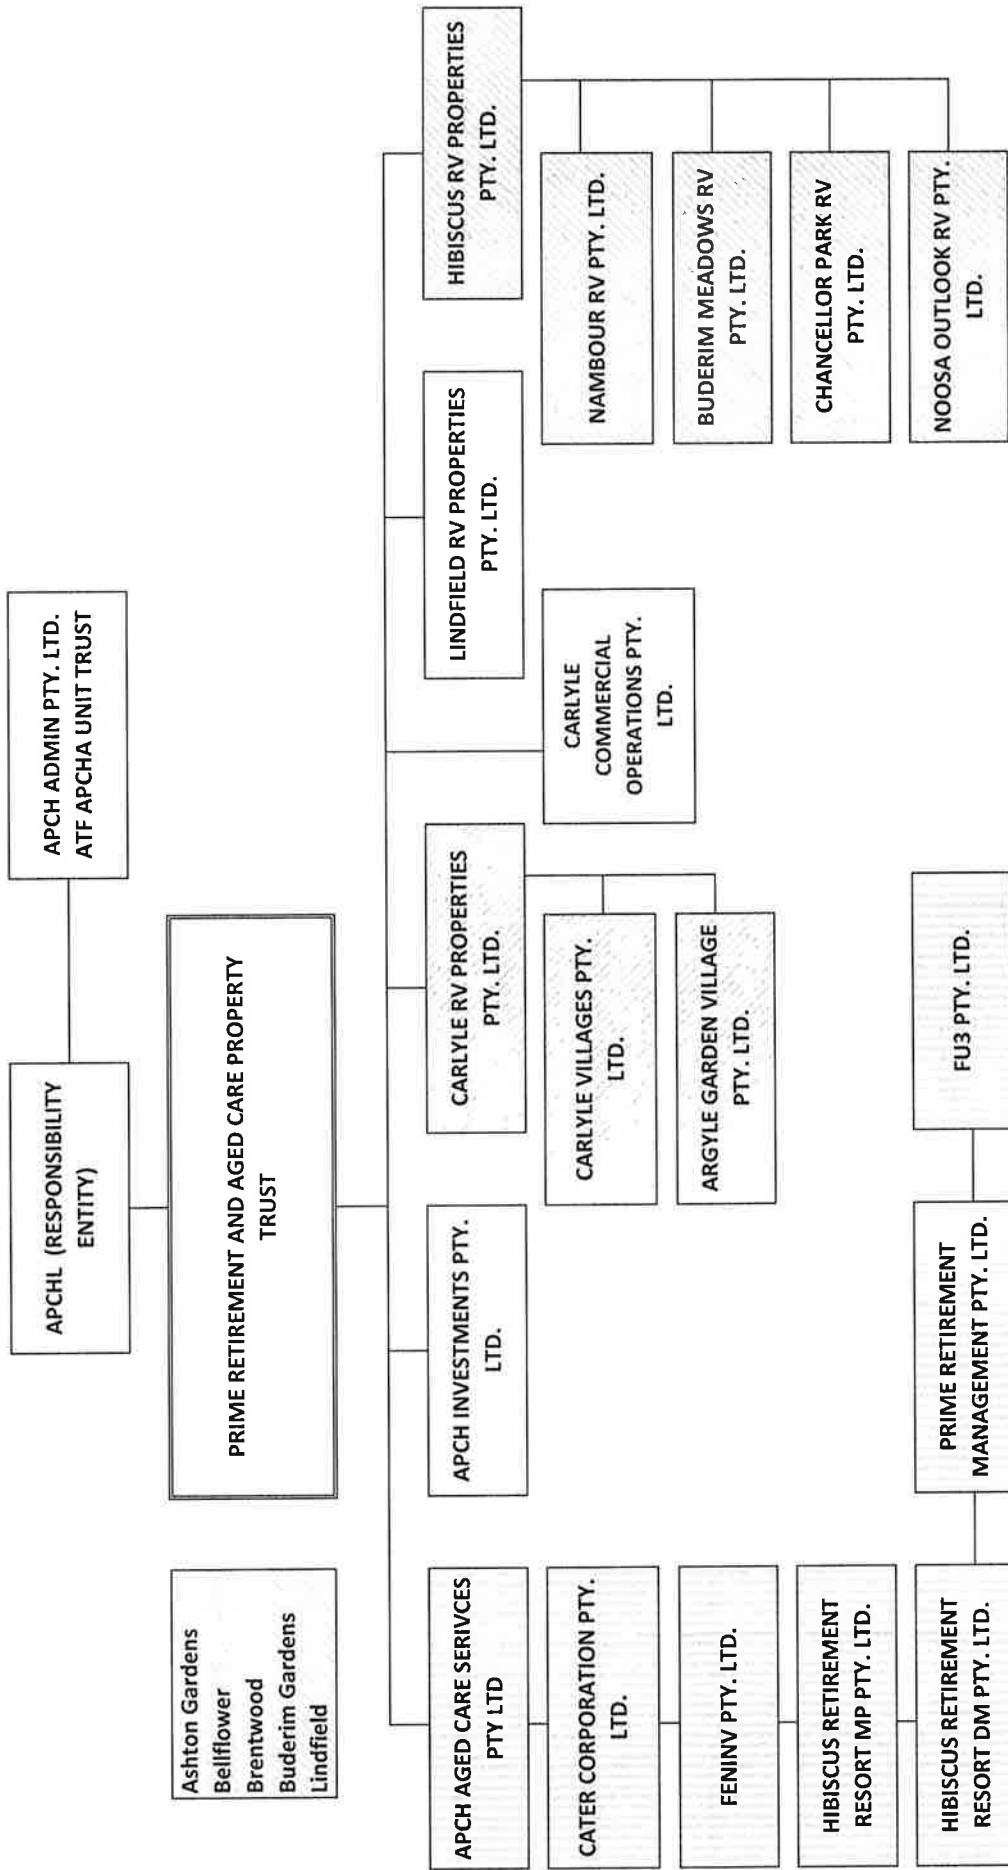 APCHL (RESPONSIBILITY
ENTITY)
APCH ADMIN PTY. LTD.
ATF APCHA UNIT TRUST
Ashton Gardens
Bellflower
Brentwood
Buderim Gardens
Lindfield
PRIME RETIREMENT AND AGED CARE PROPERTY
TRUST
APCH AGED CARE SERIVCES
PTY LTD
APCH INVESTMENTS PTY.
LTD.
CARLYLE RV PROPERTIES
PTY. LTD.
LINDFIELD RV PROPERTIES
PTY. LTD.
HIBISCUS RV PROPERTIES
PTY. LTD.
CATER CORPORATION PTY.
LTD.
CARLYLE VILLAGES PTY.
LTD.
CARLYLE
COMMERCIAL
OPERATIONS PTY.
LTD.
NAMBOUR RV PTY. LTD.
FENINV PTY. LTD.
ARGYLE GARDEN VILLAGE
PTY. LTD.
BUDERIM MEADOWS RV
PTY. LTD.
HIBISCUS RETIREMENT
RESORT MP PTY. LTD.
CHANCELLOR PARK RV
PTY. LTD.
HIBISCUS RETIREMENT
RESORT DM PTY. LTD.
PRIME RETIREMENT
MANAGEMENT PTY. LTD.
FU3 PTY. LTD.
NOOSA OUTLOOK RV PTY.
LTD.